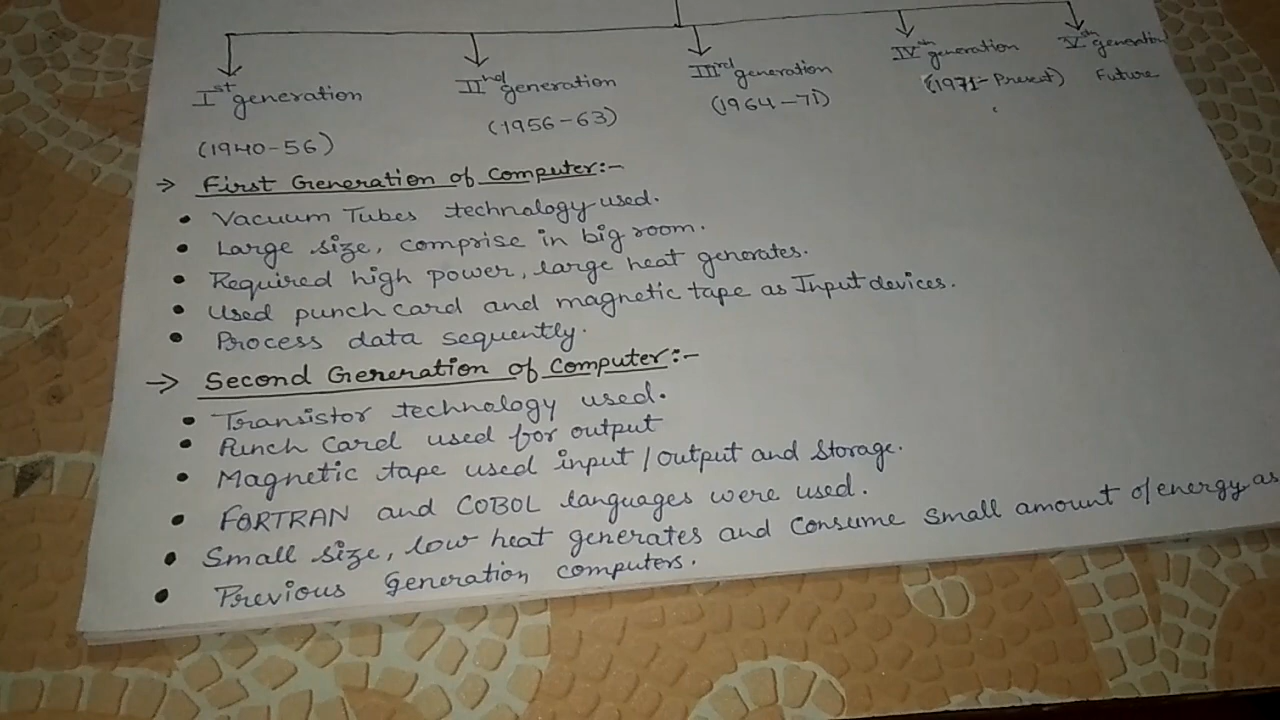 Ist generation IInd generation IIIrd generation IVth generation Vth generation
(1940-56) (1956-63) (1964-71) (1971-Present) Future
→ First Generation of Computer:-
• Vacuum Tubes technology used.
• Large size, comprise in big room.
• Required high power, large heat generates.
• Used punch card and magnetic tape as Input devices.
• Process data sequently.
→ Second Generation of Computer:-
• Transistor technology used.
• Punch Card used for output
• Magnetic tape used input/output and Storage.
• FORTRAN and COBOL languages were used.
• Small size, low heat generates and Consume Small amount of energy as
• Previous Generation computers.